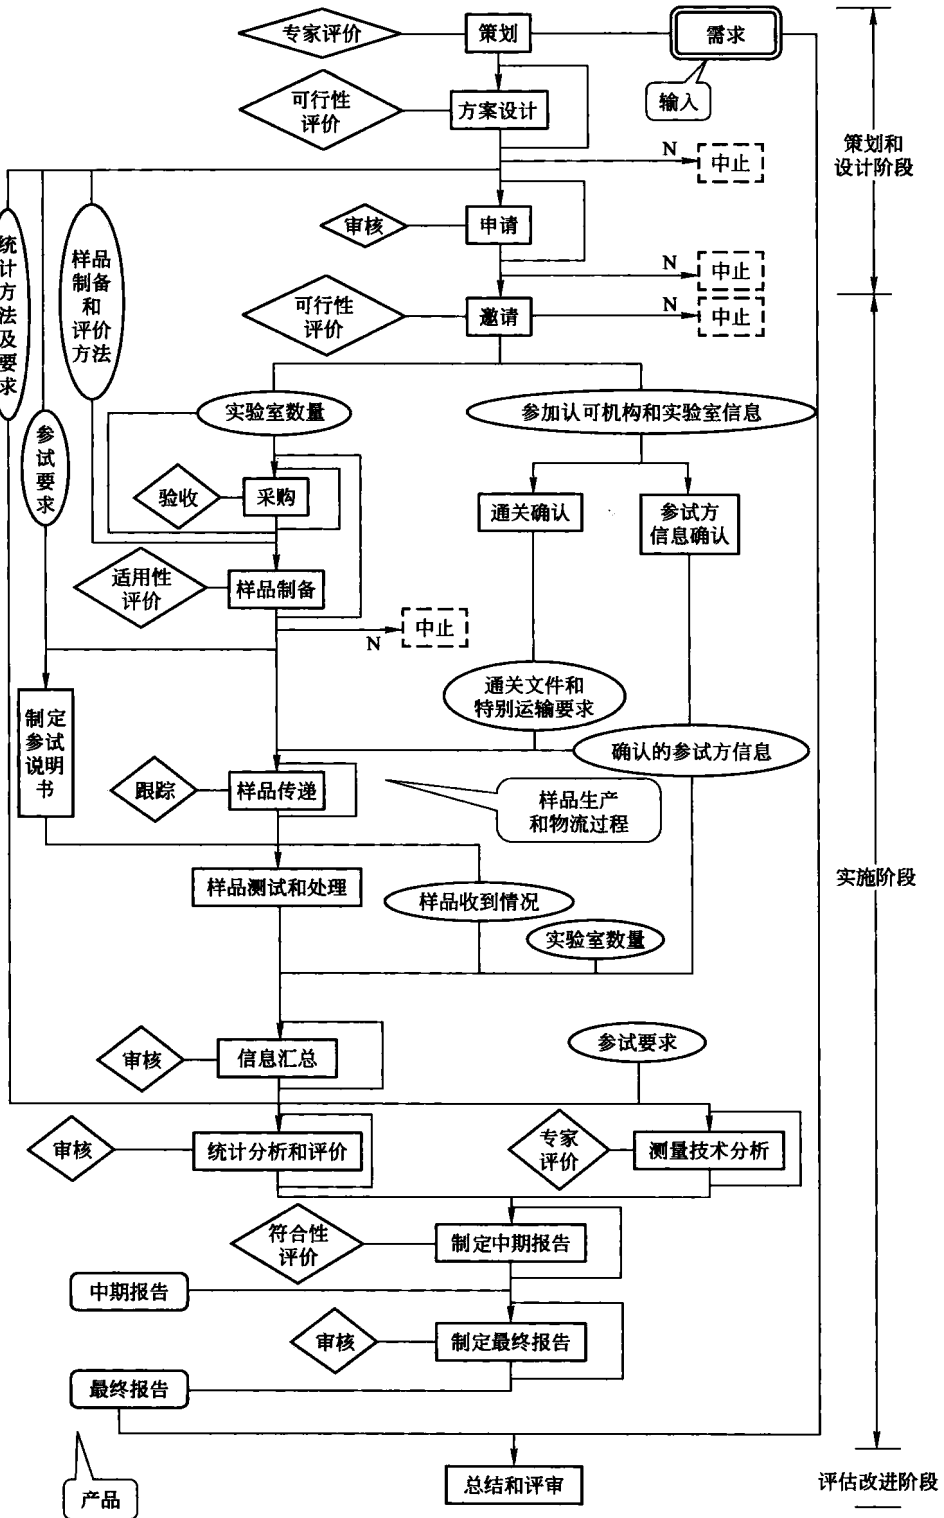 专家评价
策划
需求
输入
可行性
评价
方案设计
策划和
设计阶段
N
中止
统
计
方
法
及
要
求
样品
制备
和
评价
方法
审核
申请
N
中止
可行性
评价
邀请
N
中止
实验室数量
参加认可机构和实验室信息
参
试
要
求
验收
采购
通关确认
参试方
信息确认
适用性
评价
样品制备
N
中止
通关文件和
特别运输要求
制定
参试
说明
书
确认的参试方信息
跟踪
样品传递
样品生产
和物流过程
样品测试和处理
样品收到情况
实施阶段
实验室数量
审核
信息汇总
参试要求
审核
统计分析和评价
专家
评价
测量技术分析
符合性
评价
制定中期报告
中期报告
审核
制定最终报告
最终报告
产品
总结和评审
评估改进阶段